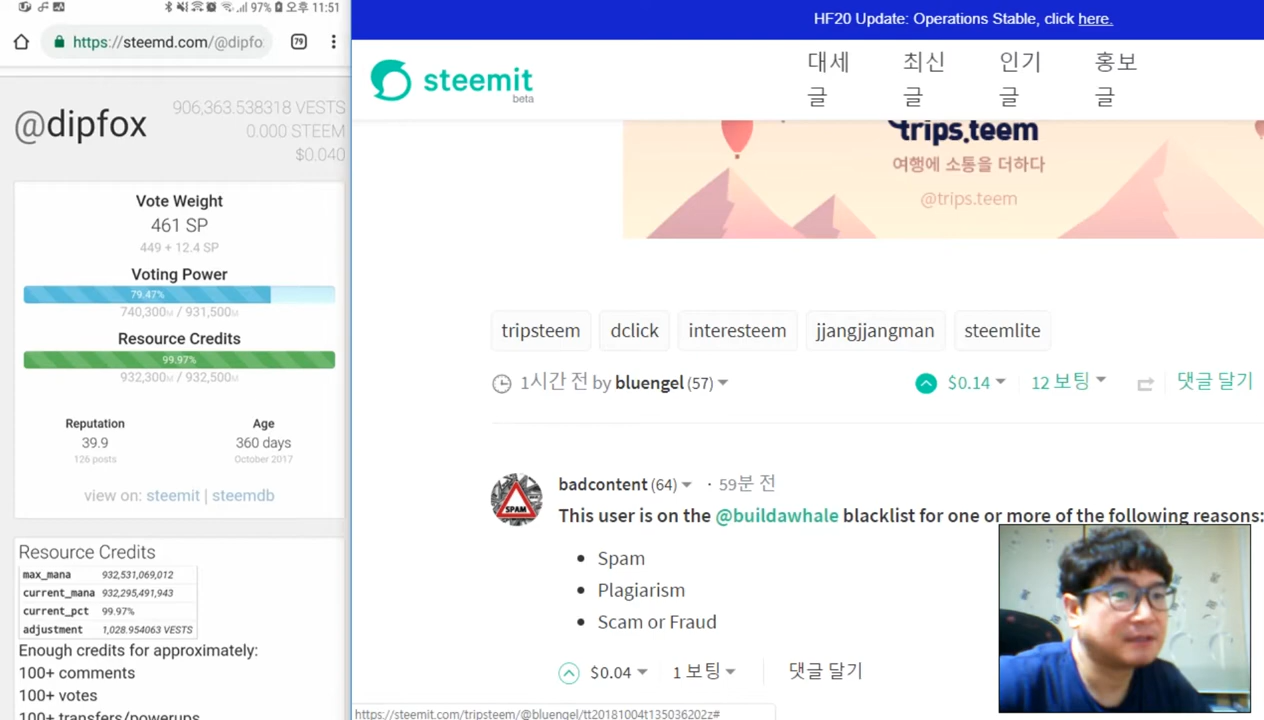 97% 오후 11:51
https://steemd.com/@dipfo
79
@dipfox
906,363.538318 VESTS
0.000 STEEM
$0.040
Vote Weight
461 SP
449 + 12.4 SP
Voting Power
79.47%
740,300M / 931,500M
Resource Credits
99.97%
932,300M / 932,500M
Reputation
Age
39.9
360 days
126 posts
October 2017
view on: steemit | steemdb
Resource Credits
max_mana 932,531,069,012
current_mana 932,295,491,943
current_pct 99.97%
adjustment 1,028.954063 VESTS
Enough credits for approximately:
100+ comments
100+ votes
100+ transfers/powerups
HF20 Update: Operations Stable, click here.
steemit
beta
대세 최신 인기 홍보
글 글 글 글
trips.teem
여행에 소통을 더하다
@trips.teem
tripsteem dclick interesteem jjangjjangman steemlite
1시간 전 by bluengel (57)
$0.14 12 보팅 댓글 달기
badcontent (64) · 59분 전
This user is on the @buildawhale blacklist for one or more of the following reasons:
SPAM
• Spam
• Plagiarism
• Scam or Fraud
$0.04 1 보팅 댓글 달기
https://steemit.com/tripsteem/@bluengel/tt20181004t135036202z#